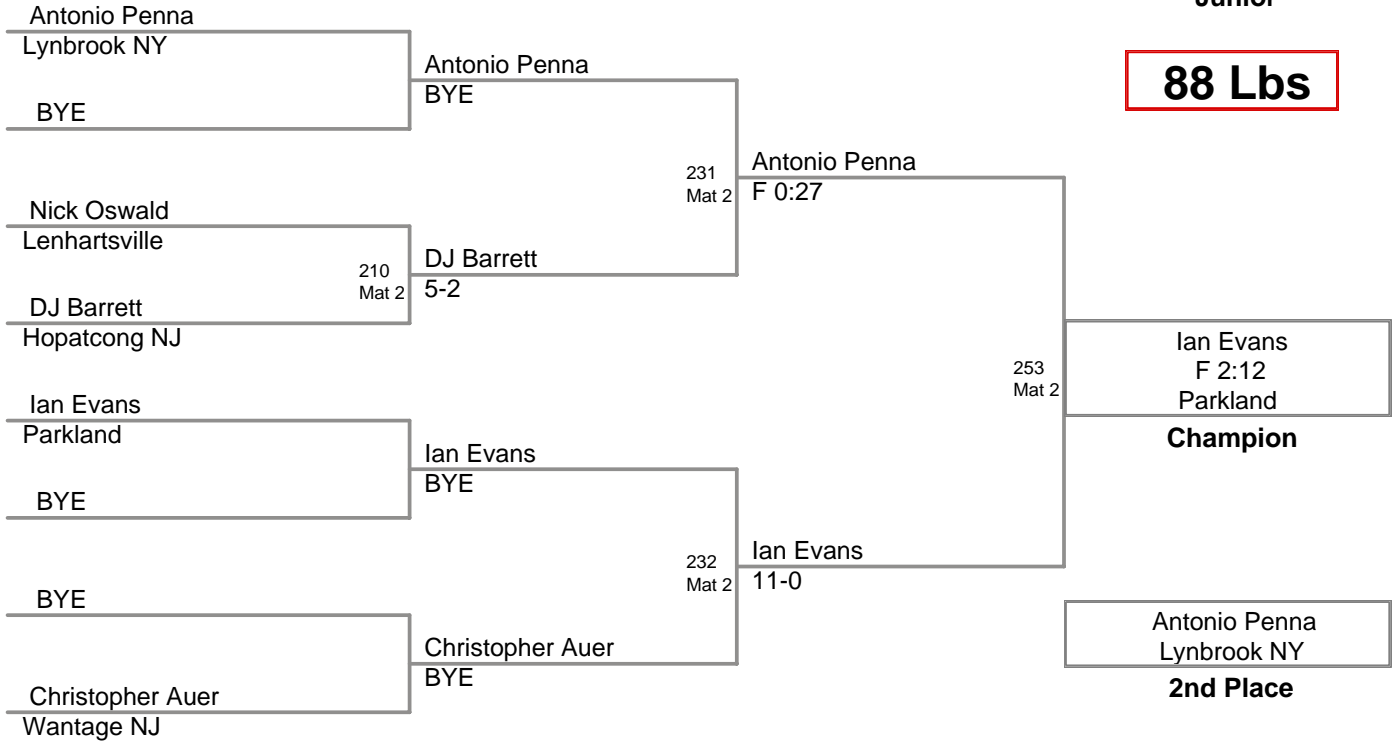 Junior
88 Lbs
Antonio Penna
Lynbrook NY
BYE
Nick Oswald
Lenhartsville
DJ Barrett
Hopatcong NJ
Ian Evans
Parkland
BYE
BYE
Christopher Auer
Wantage NJ
Antonio Penna
BYE
210
Mat 2
DJ Barrett
5-2
Ian Evans
BYE
Christopher Auer
BYE
231
Mat 2
Antonio Penna
F 0:27
232
Mat 2
Ian Evans
11-0
253
Mat 2
Ian Evans
F 2:12
Parkland
Champion
Antonio Penna
Lynbrook NY
2nd Place